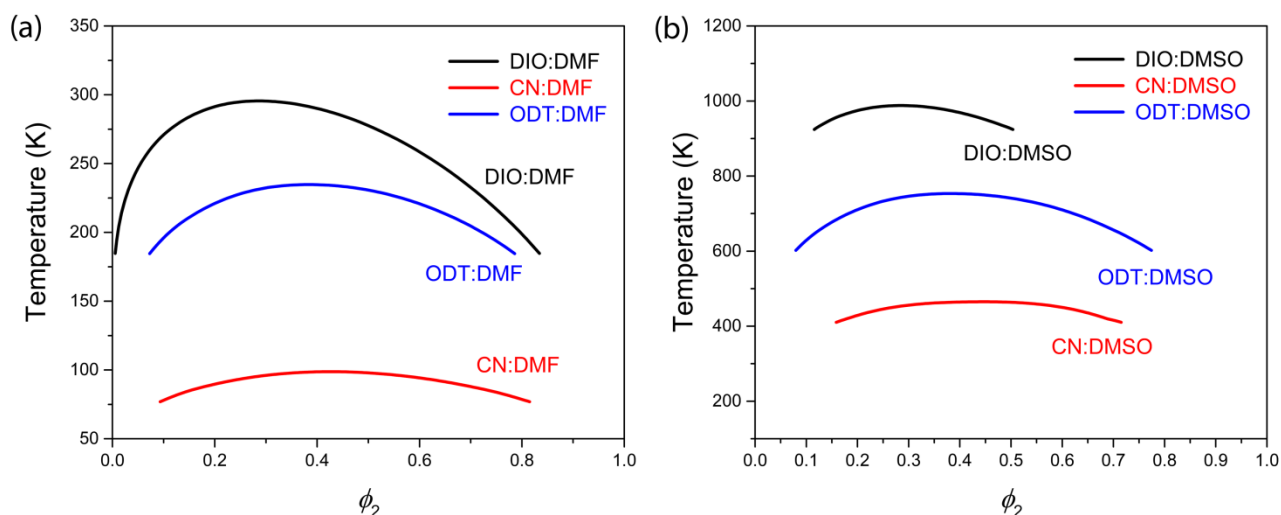 (a)
350
300
250
200
150
100
50
Temperature (K)
DIO:DMF
CN:DMF
ODT:DMF
DIO:DMF
ODT:DMF
CN:DMF
0.0 0.2 0.4 0.6 0.8 1.0
ϕ2
(b)
1200
1000
800
600
400
200
Temperature (K)
DIO:DMSO
CN:DMSO
ODT:DMSO
DIO:DMSO
ODT:DMSO
CN:DMSO
0.0 0.1 0.2 0.3 0.4 0.5 0.6 0.7 0.8 0.9 1.0
ϕ2